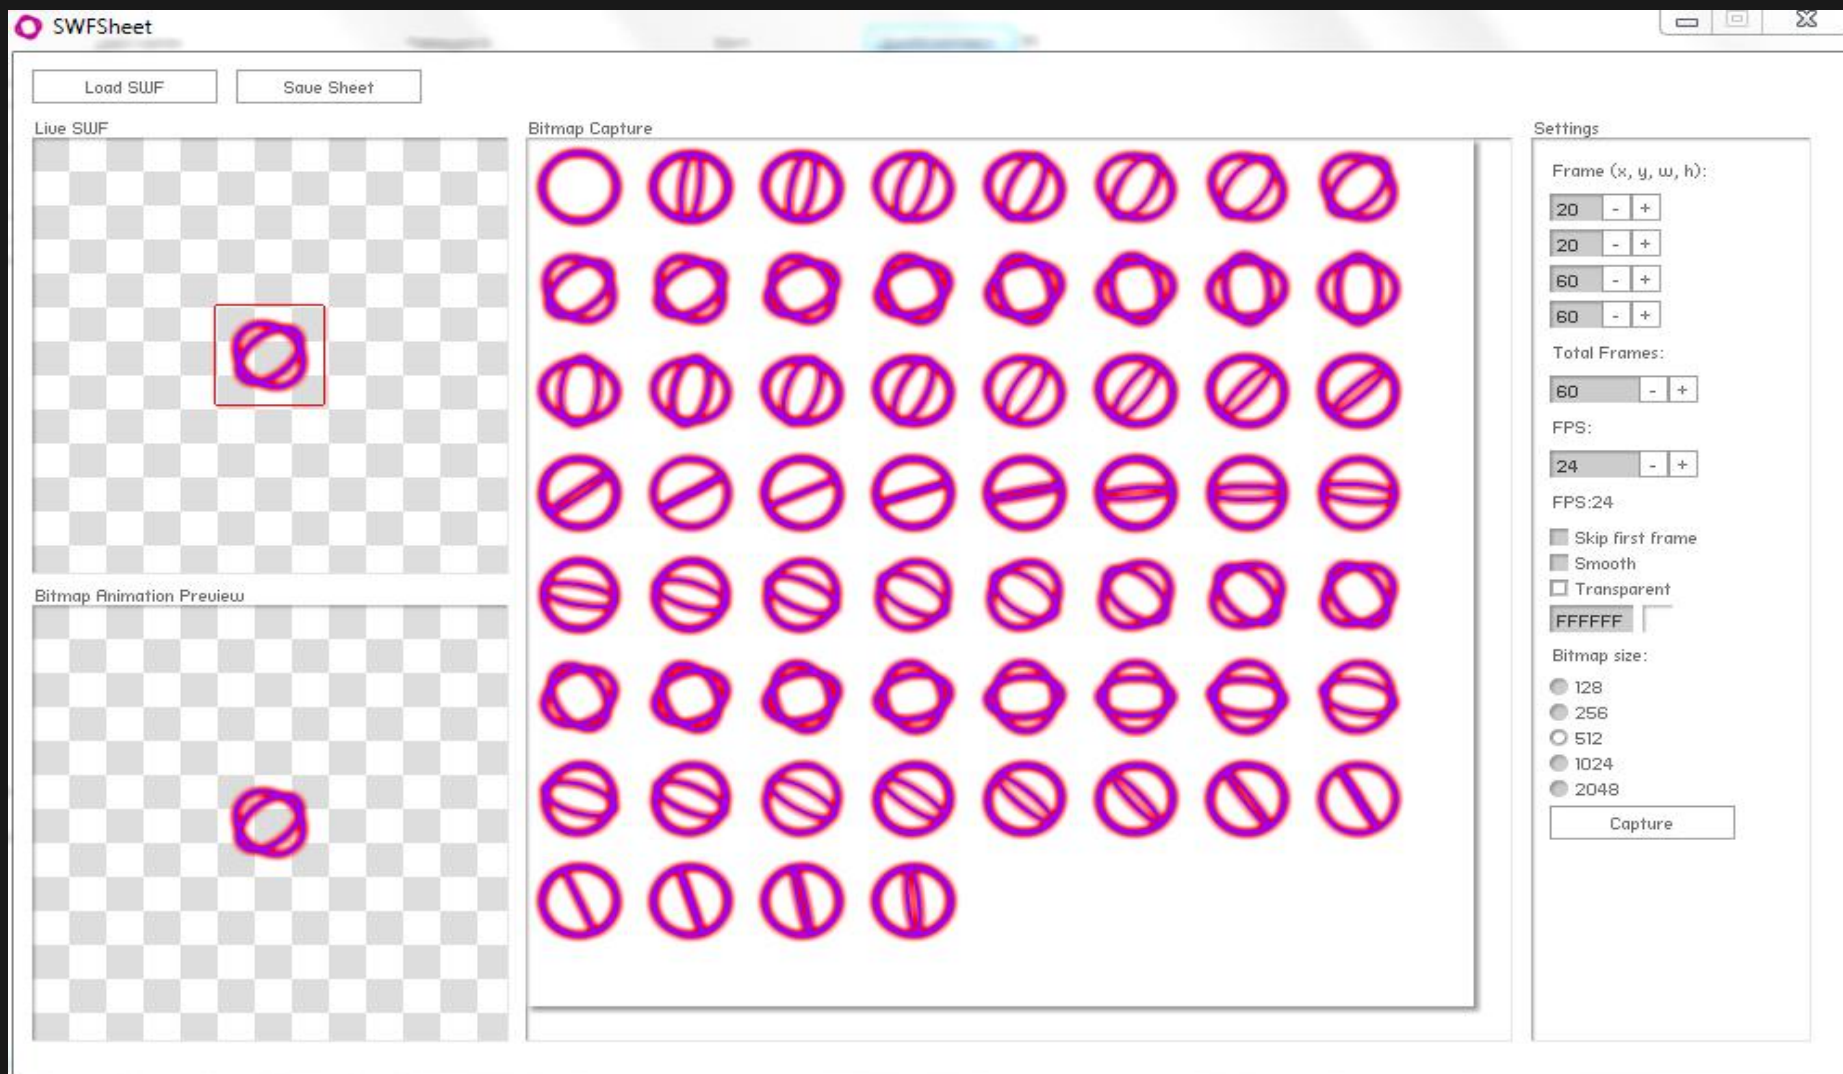 SWFSheet
Load SWF
Save Sheet
Live SWF
Bitmap Capture
Settings
Frame (x, y, w, h):
20 - +
20 - +
60 - +
60 - +
Total Frames:
60 - +
FPS:
24 - +
FPS:24
Skip first frame
Smooth
Transparent
FFFFFF
Bitmap size:
128
256
512
1024
2048
Capture
Bitmap Animation Preview